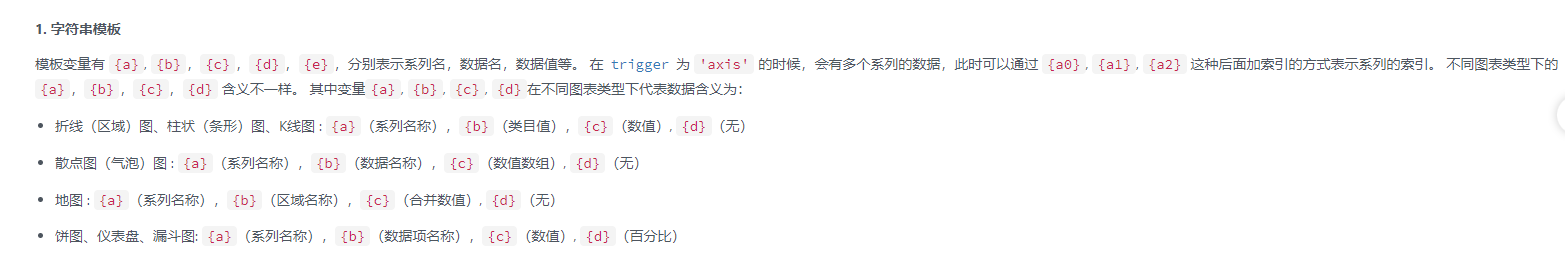 1. 字符串模板
模板变量有 {a}, {b}，{c}，{d}，{e}，分别表示系列名，数据名，数据值等。 在 trigger 为 'axis' 的时候，会有多个系列的数据，此时可以通过 {a0}, {a1}, {a2} 这种后面加索引的方式表示系列的索引。 不同图表类型下的
{a}，{b}，{c}，{d} 含义不一样。 其中变量 {a}, {b}, {c}, {d} 在不同图表类型下代表数据含义为：
• 折线（区域）图、柱状（条形）图、K线图 : {a}（系列名称），{b}（类目值），{c}（数值）, {d}（无）
• 散点图（气泡）图 : {a}（系列名称），{b}（数据名称），{c}（数值数组）, {d}（无）
• 地图 : {a}（系列名称），{b}（区域名称），{c}（合并数值）, {d}（无）
• 饼图、仪表盘、漏斗图: {a}（系列名称），{b}（数据项名称），{c}（数值）, {d}（百分比）